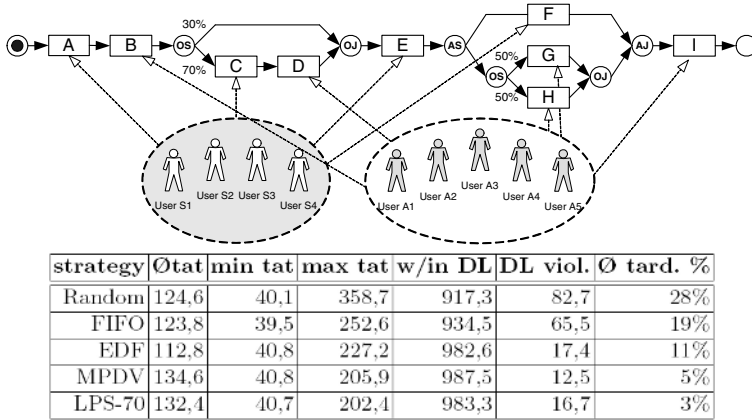 30%
F
A B OS OJ E AS AJ I
50% G
C D
70%
OS OJ
50% H
User S1 User S2 User S3 User S4
User A1 User A2 User A3 User A4 User A5
strategy Øtat min tat max tat w/in DL DL viol. Ø tard. %
Random 124,6 40,1 358,7 917,3 82,7 28%
FIFO 123,8 39,5 252,6 934,5 65,5 19%
EDF 112,8 40,8 227,2 982,6 17,4 11%
MPDV 134,6 40,8 205,9 987,5 12,5 5%
LPS-70 132,4 40,7 202,4 983,3 16,7 3%